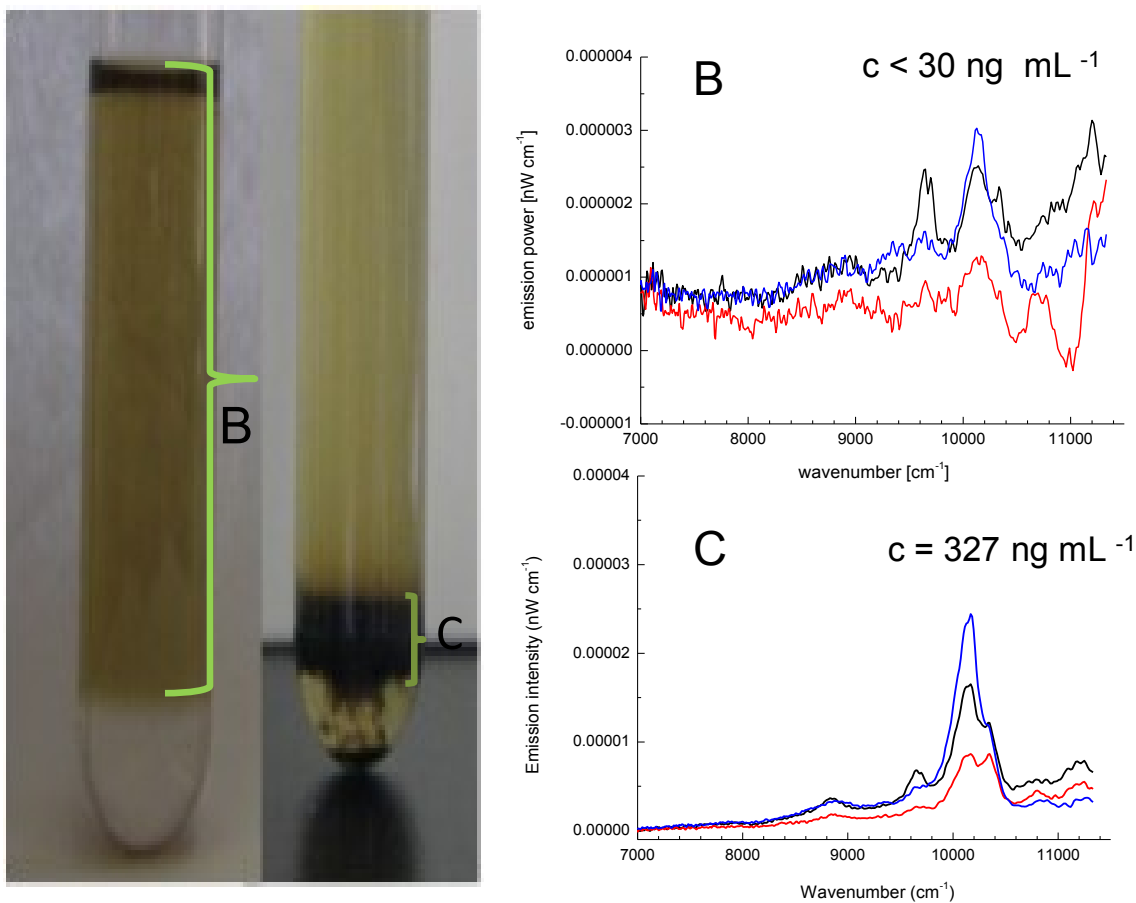 B
C
B
c < 30 ng mL⁻¹
emission power [nW cm⁻¹]
0.000004
0.000003
0.000002
0.000001
0.000000
-0.000001
7000 8000 9000 10000 11000
wavenumber [cm⁻¹]
C
c = 327 ng mL⁻¹
Emission intensity (nW cm⁻¹)
0.00004
0.00003
0.00002
0.00001
0.00000
7000 8000 9000 10000 11000
Wavenumber (cm⁻¹)